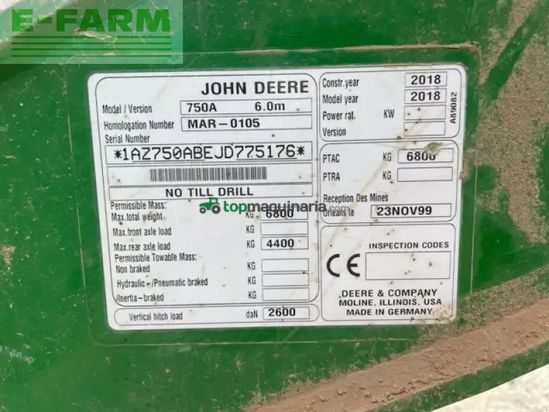 E-FARM
JOHN DEERE
Model / Version 750A 6.0m
Homologation Number MAR-0105
Serial Number
*1AZ750ABEJD775176*
NO TILL DRILL
Permissible Mass:
Max. total weight KG 6800
Max. front axle load KG
Max. rear axle load KG 4400
Permissible Towable Mass:
Non braked KG
Hydraulic-/Pneumatic braked KG
Inertia-braked KG
Vertical hitch load daN 2600
Constr. year 2018
Model year 2018
Power rat. KW
Version
A89082
PTAC KG 6800
PTRA KG
Reception Des Mines
Orleans le 23NOV99
INSPECTION CODES
CE
DEERE & COMPANY
MOLINE, ILLINOIS, USA
MADE IN GERMANY
topmaquinaria.com